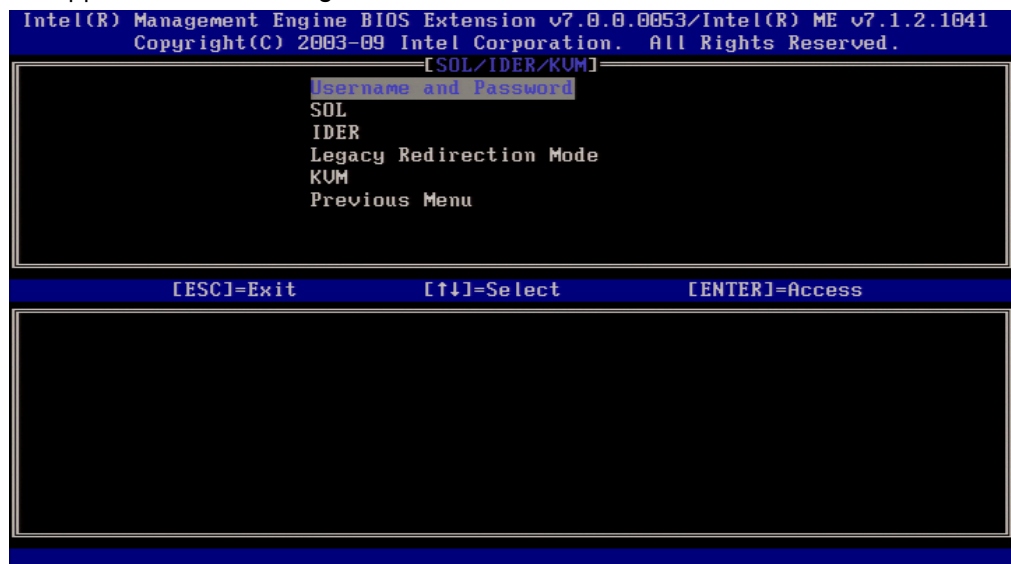 Intel(R) Management Engine BIOS Extension v7.0.0.0053/Intel(R) ME v7.1.2.1041
Copyright(C) 2003-09 Intel Corporation. All Rights Reserved.
[SOL/IDER/KVM]
Username and Password
SOL
IDER
Legacy Redirection Mode
KVM
Previous Menu
[ESC]=Exit [↑↓]=Select [ENTER]=Access